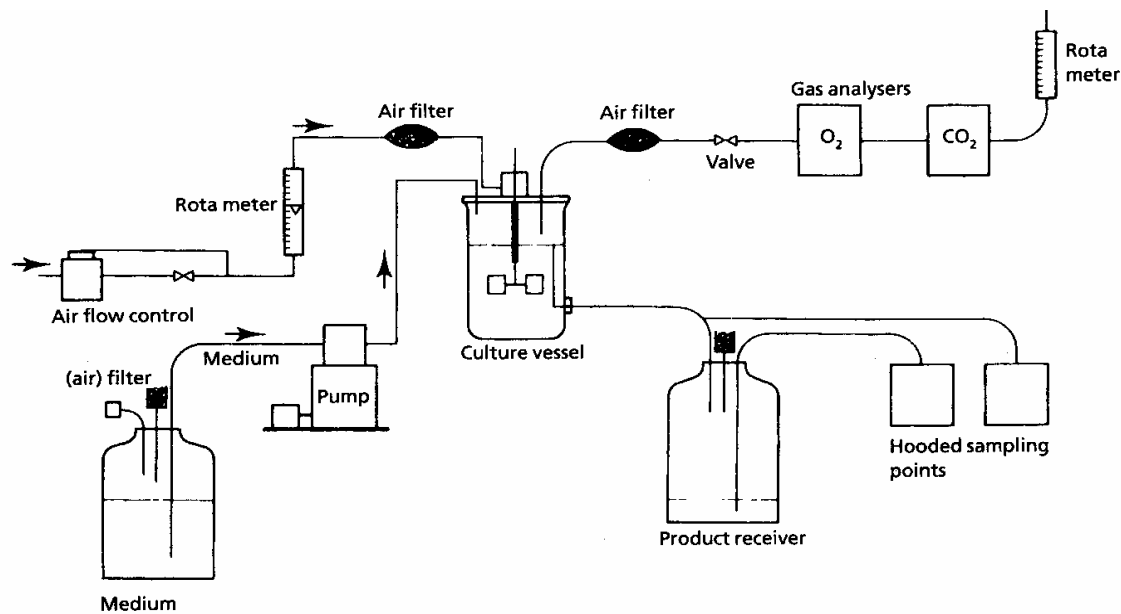 Rota
meter
Gas analysers
Air filter
Air filter
O₂
CO₂
Valve
Rota meter
Air flow control
Medium
Culture vessel
(air) filter
Pump
Hooded sampling
points
Product receiver
Medium